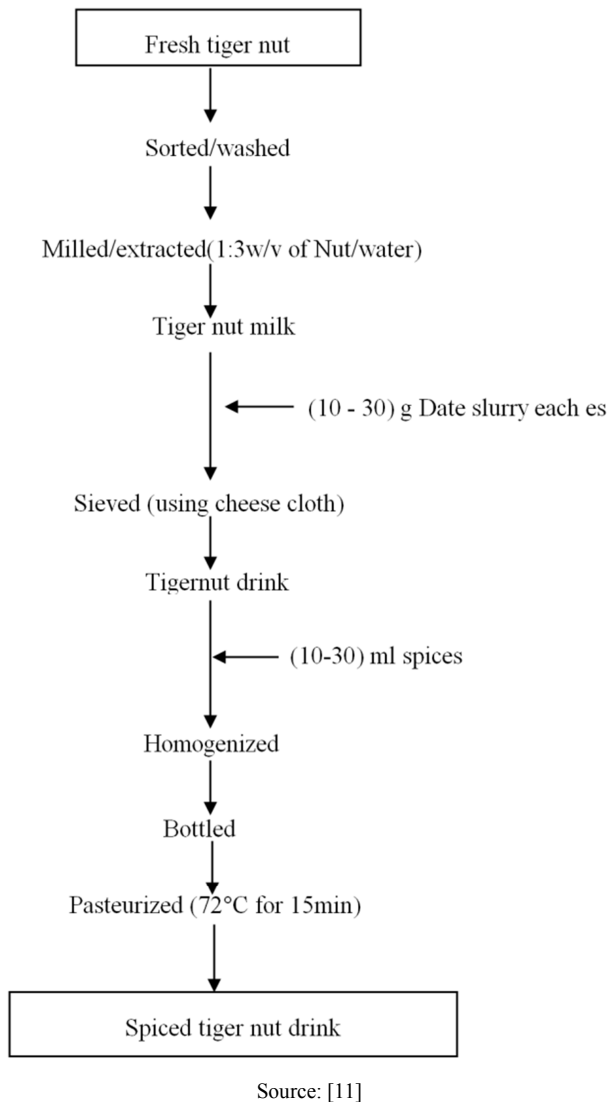 Fresh tiger nut
Sorted/washed
Milled/extracted(1:3w/v of Nut/water)
Tiger nut milk
(10 - 30) g Date slurry each es
Sieved (using cheese cloth)
Tigernut drink
(10-30) ml spices
Homogenized
Bottled
Pasteurized (72°C for 15min)
Spiced tiger nut drink
Source: [11]